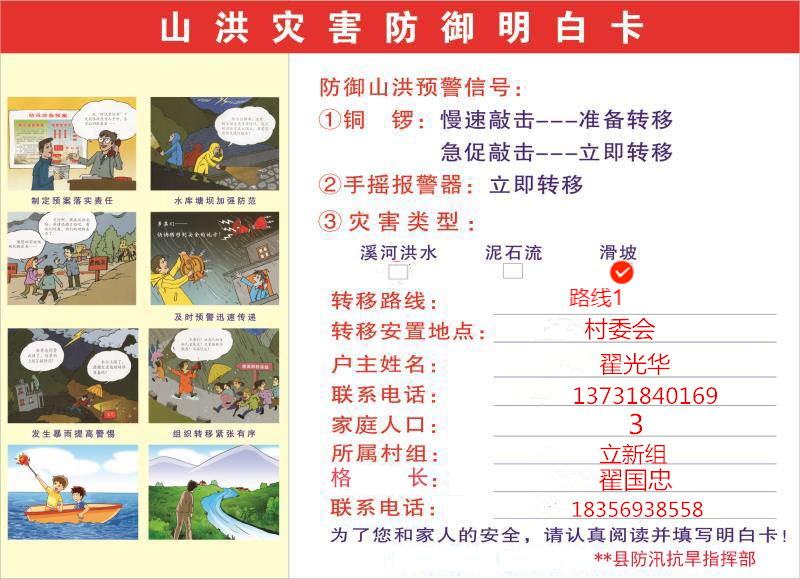 山洪灾害防御明白卡
制定预案落实责任
水库塘坝加强防范
及时预警迅速传递
发生暴雨提高警惕
组织转移紧张有序
防御山洪预警信号：
①铜 锣：慢速敲击---准备转移
急促敲击---立即转移
②手摇报警器：立即转移
③灾害类型：
溪河洪水 泥石流 滑坡
转移路线： 路线1
转移安置地点： 村委会
户主姓名： 翟光华
联系电话： 13731840169
家庭人口： 3
所属村组： 立新组
格 长： 翟国忠
联系电话： 18356938558
为了您和家人的安全，请认真阅读并填写明白卡！
**县防汛抗旱指挥部